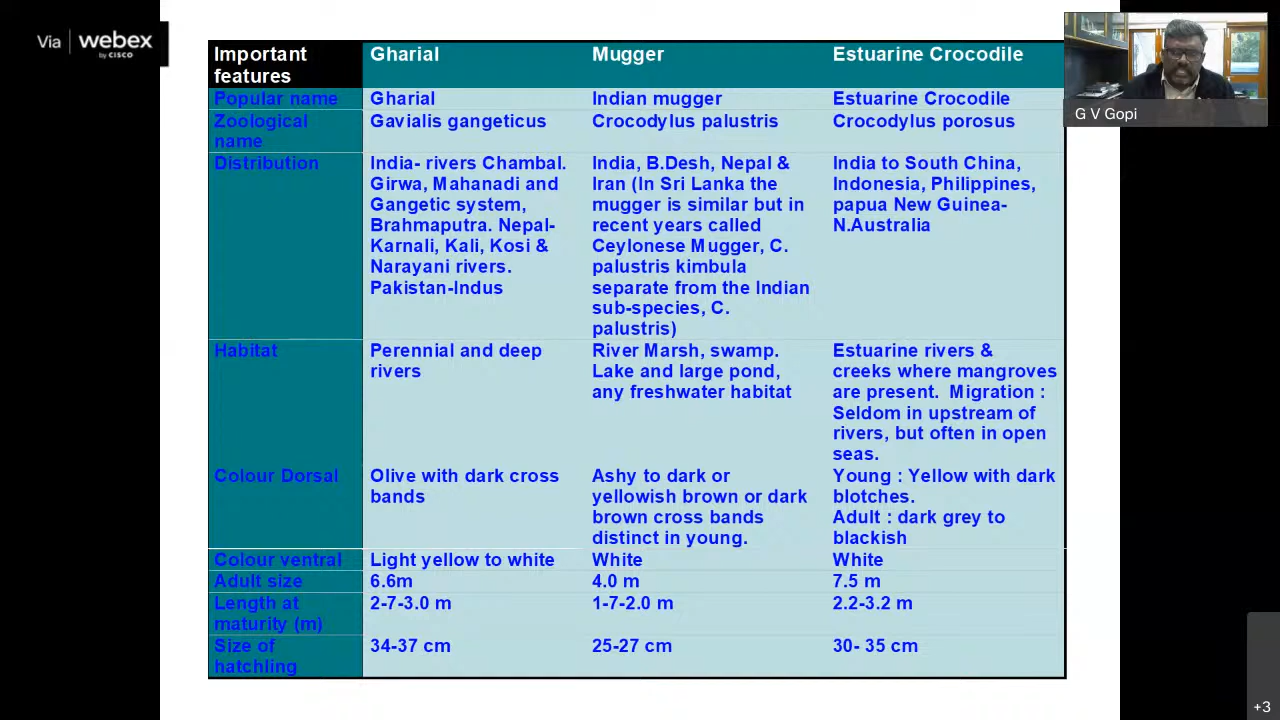 Via webex
by CISCO
Important features Gharial Mugger Estuarine Crocodile
Popular name Gharial Indian mugger Estuarine Crocodile
Zoological name Gavialis gangeticus Crocodylus palustris Crocodylus porosus
Distribution
India- rivers Chambal.
Girwa, Mahanadi and
Gangetic system,
Brahmaputra. Nepal-
Karnali, Kali, Kosi &
Narayani rivers.
Pakistan-Indus
India, B.Desh, Nepal &
Iran (In Sri Lanka the
mugger is similar but in
recent years called
Ceylonese Mugger, C.
palustris kimbula
separate from the Indian
sub-species, C.
palustris)
India to South China,
Indonesia, Philippines,
papua New Guinea-
N.Australia
Habitat
Perennial and deep
rivers
River Marsh, swamp.
Lake and large pond,
any freshwater habitat
Estuarine rivers &
creeks where mangroves
are present. Migration :
Seldom in upstream of
rivers, but often in open
seas.
Colour Dorsal
Olive with dark cross
bands
Ashy to dark or
yellowish brown or dark
brown cross bands
distinct in young.
Young : Yellow with dark
blotches.
Adult : dark grey to
blackish
Colour ventral Light yellow to white White White
Adult size 6.6m 4.0 m 7.5 m
Length at maturity (m) 2-7-3.0 m 1-7-2.0 m 2.2-3.2 m
Size of hatchling 34-37 cm 25-27 cm 30- 35 cm
G V Gopi
+3